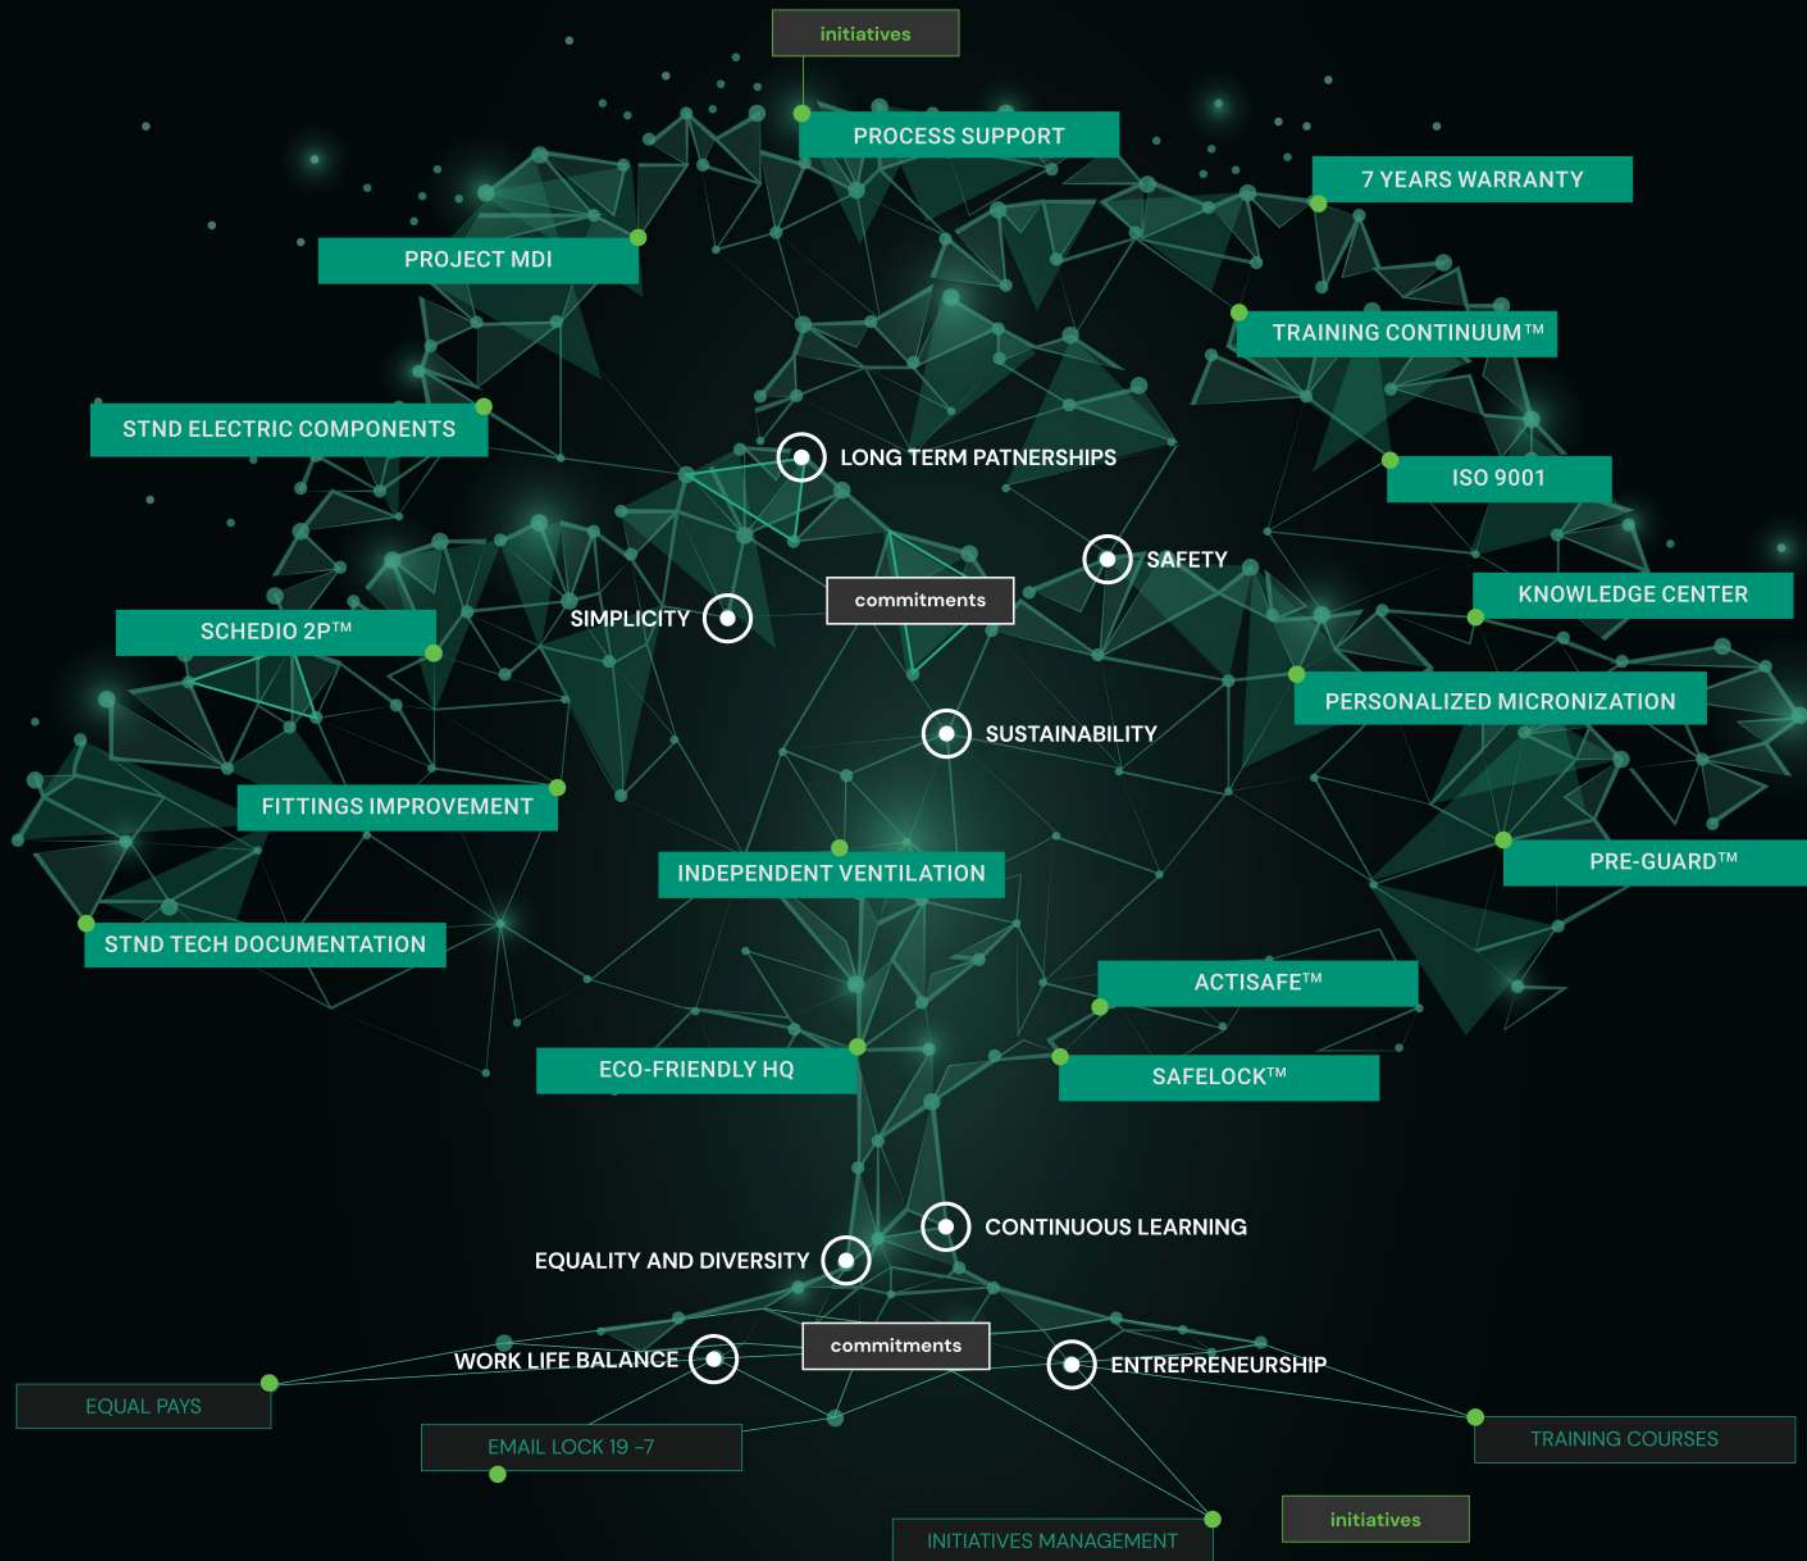 initiatives
PROCESS SUPPORT
7 YEARS WARRANTY
PROJECT MDI
TRAINING CONTINUUM™
STND ELECTRIC COMPONENTS
LONG TERM PATNERSHIPS
ISO 9001
SAFETY
KNOWLEDGE CENTER
commitments
SIMPLICITY
SCHEDIO 2P™
PERSONALIZED MICRONIZATION
SUSTAINABILITY
FITTINGS IMPROVEMENT
PRE-GUARD™
INDEPENDENT VENTILATION
STND TECH DOCUMENTATION
ACTISAFE™
ECO-FRIENDLY HQ
SAFELOCK™
CONTINUOUS LEARNING
EQUALITY AND DIVERSITY
commitments
WORK LIFE BALANCE
ENTREPRENEURSHIP
EQUAL PAYS
EMAIL LOCK 19 -7
TRAINING COURSES
initiatives
INITIATIVES MANAGEMENT